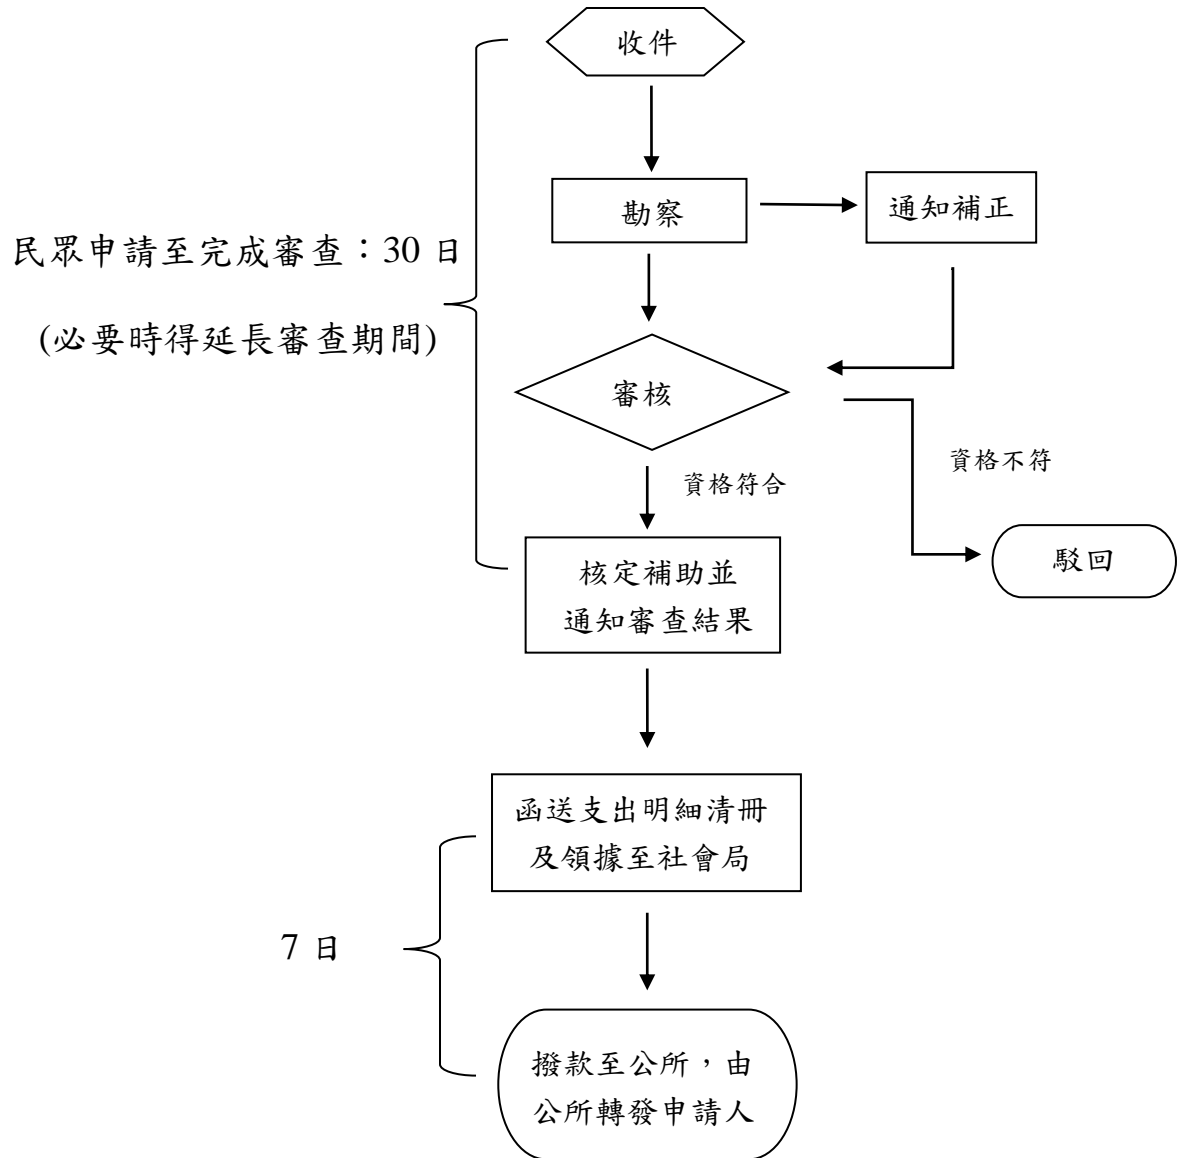 收件
勘察
通知補正
民眾申請至完成審查：30 日
(必要時得延長審查期間)
審核
資格符合
資格不符
核定補助並
通知審查結果
駁回
函送支出明細清冊
及領據至社會局
7 日
撥款至公所，由
公所轉發申請人